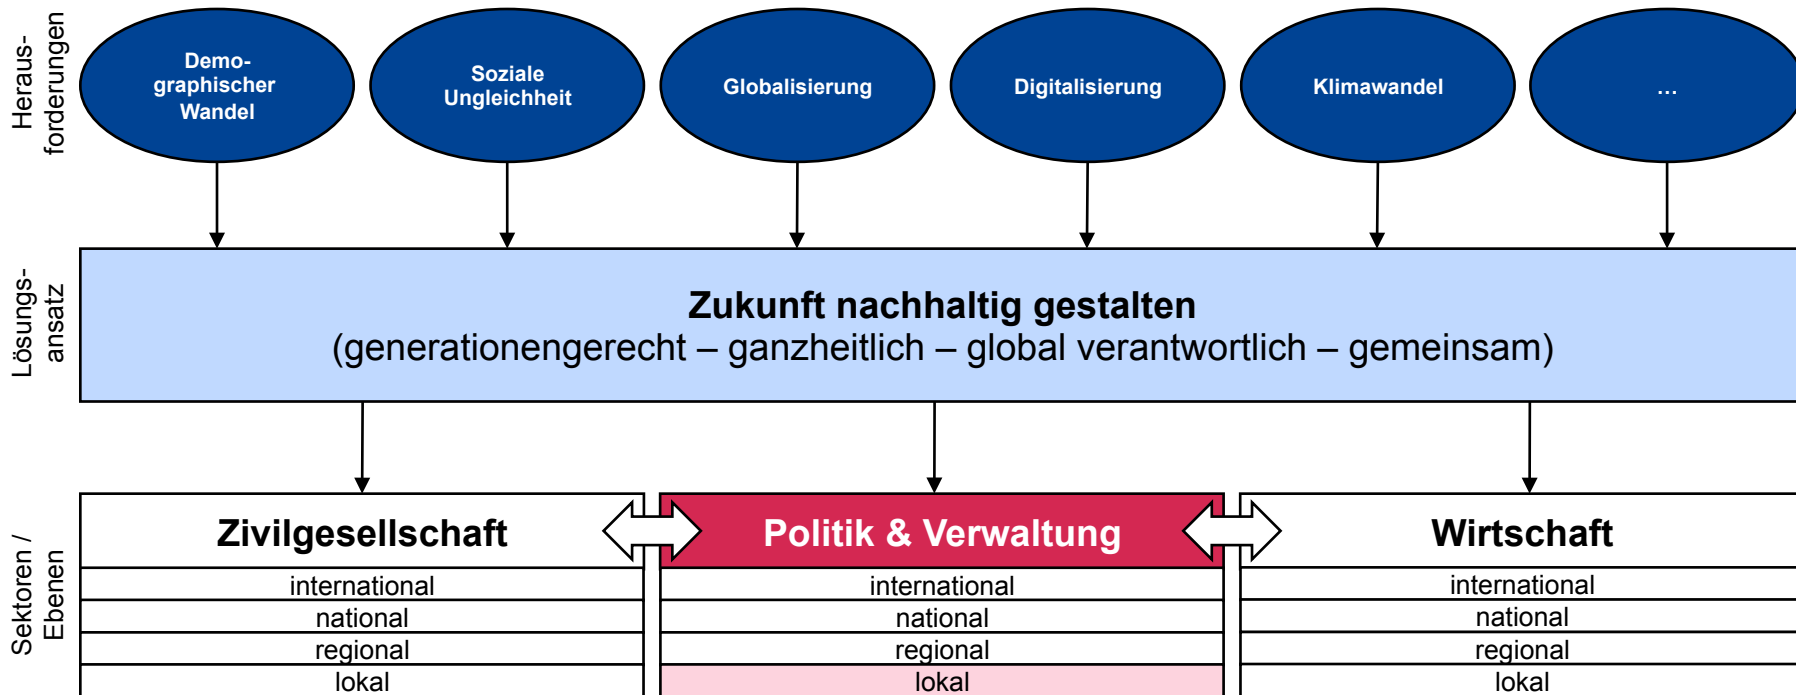 Heraus-
forderungen
Demo-
graphischer
Wandel
Soziale
Ungleichheit
Globalisierung
Digitalisierung
Klimawandel
...
Lösungs-
ansatz
Zukunft nachhaltig gestalten
(generationengerecht – ganzheitlich – global verantwortlich – gemeinsam)
Sektoren /
Ebenen
Zivilgesellschaft
international
national
regional
lokal
Politik & Verwaltung
international
national
regional
lokal
Wirtschaft
international
national
regional
lokal